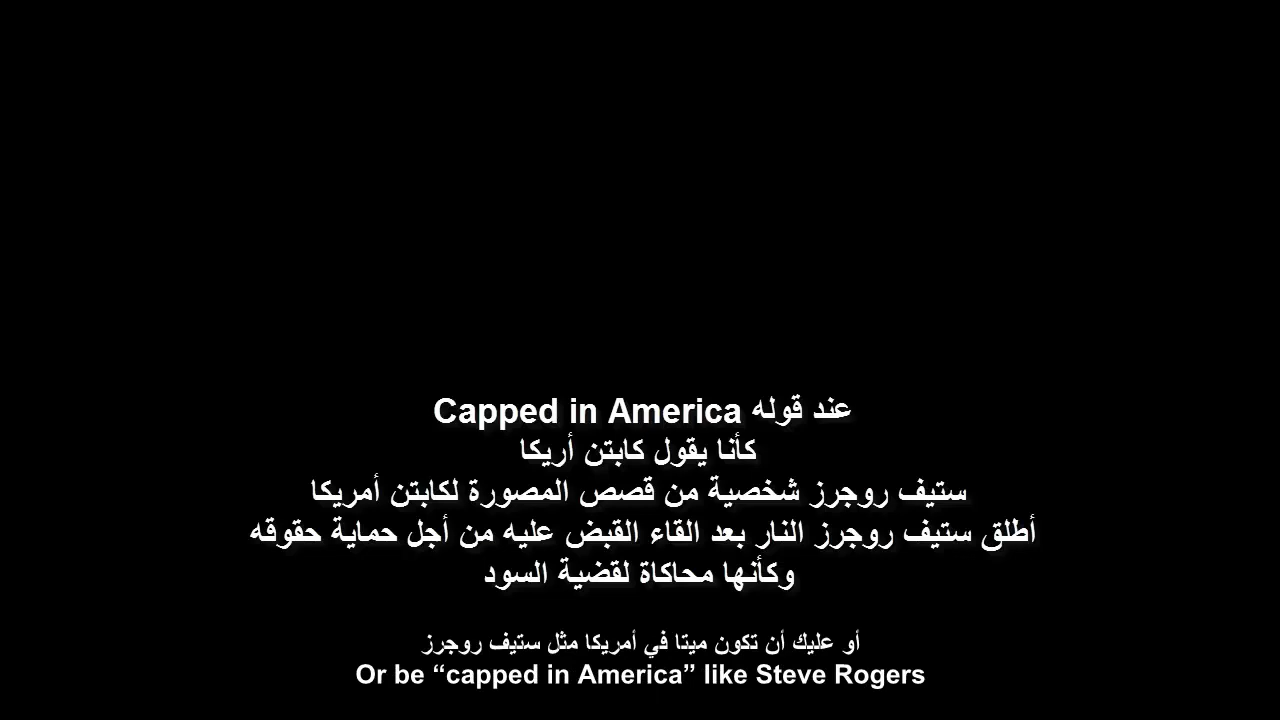 عند قوله Capped in America
كأنا يقول كابتن أريكا
ستيف روجرز شخصية من قصص المصورة لكابتن أمريكا
أطلق ستيف روجرز النار بعد القاء القبض عليه من أجل حماية حقوقه
وكأنها محاكاة لقضية السود
أو عليك أن تكون ميتا في أمريكا مثل ستيف روجرز
Or be “capped in America” like Steve Rogers